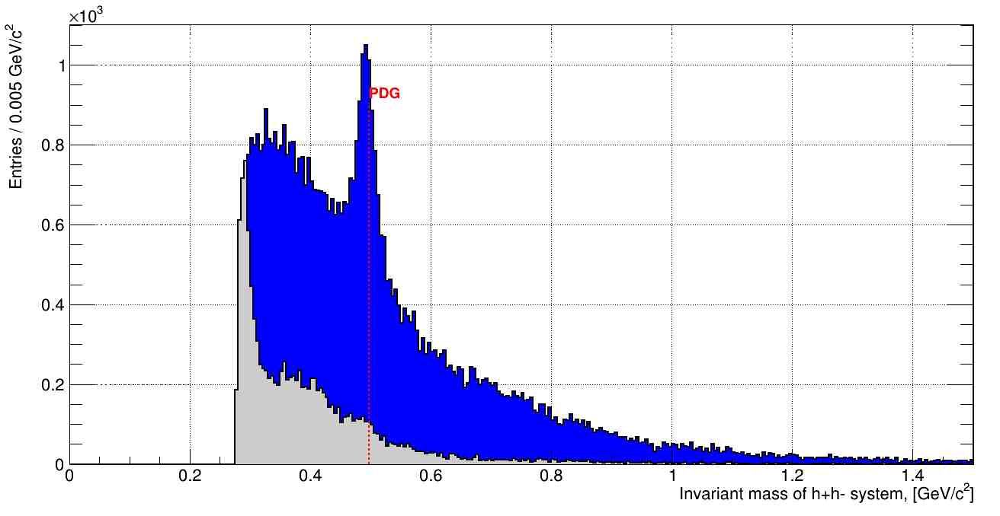 ×10³
Entries / 0.005 GeV/c²
1
0.8
0.6
0.4
0.2
0
PDG
0 0.2 0.4 0.6 0.8 1 1.2 1.4
Invariant mass of h+h- system, [GeV/c²]